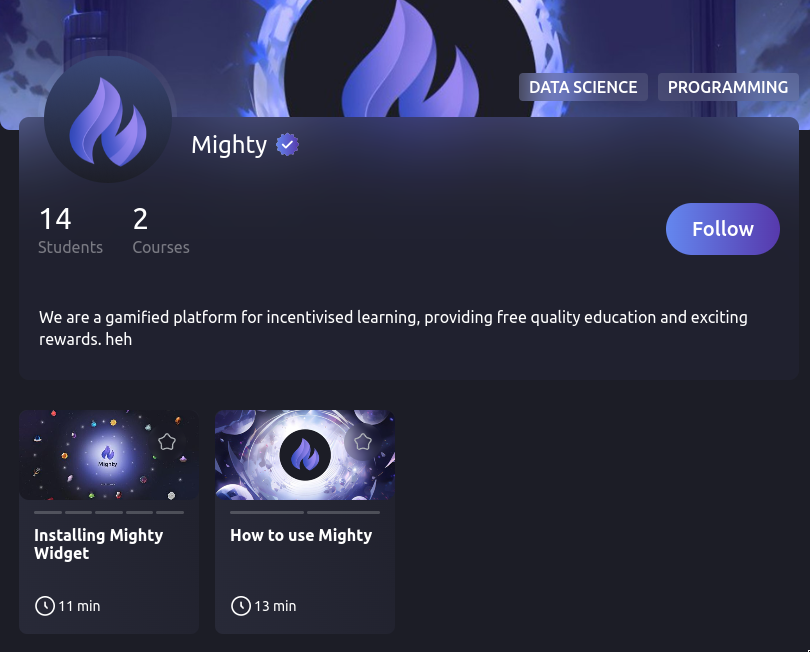 DATA SCIENCE PROGRAMMING
Mighty
14 2
Students Courses
Follow
We are a gamified platform for incentivised learning, providing free quality education and exciting
rewards. heh
Mighty
Installing Mighty
Widget
11 min
How to use Mighty
13 min